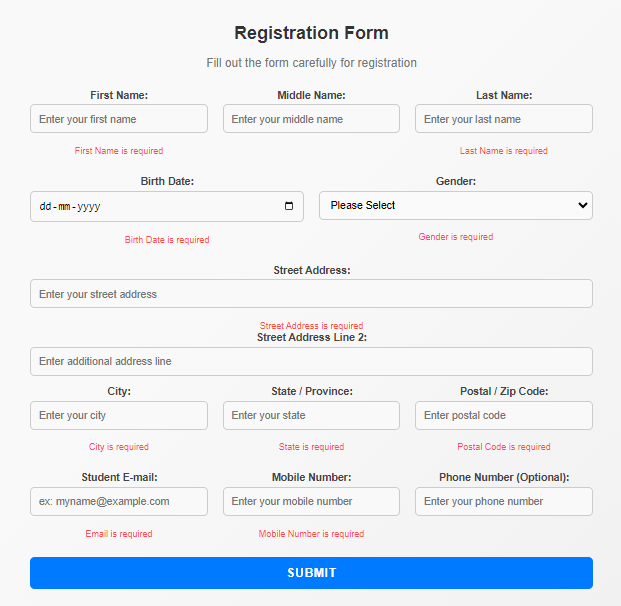 Registration Form
Fill out the form carefully for registration
First Name: Middle Name: Last Name:
Enter your first name Enter your middle name Enter your last name
First Name is required Last Name is required
Birth Date: Gender:
dd-mm-yyyy Please Select
Birth Date is required Gender is required
Street Address:
Enter your street address
Street Address is required
Street Address Line 2:
Enter additional address line
City: State / Province: Postal / Zip Code:
Enter your city Enter your state Enter postal code
City is required State is required Postal Code is required
Student E-mail: Mobile Number: Phone Number (Optional):
ex: myname@example.com Enter your mobile number Enter your phone number
Email is required Mobile Number is required
SUBMIT